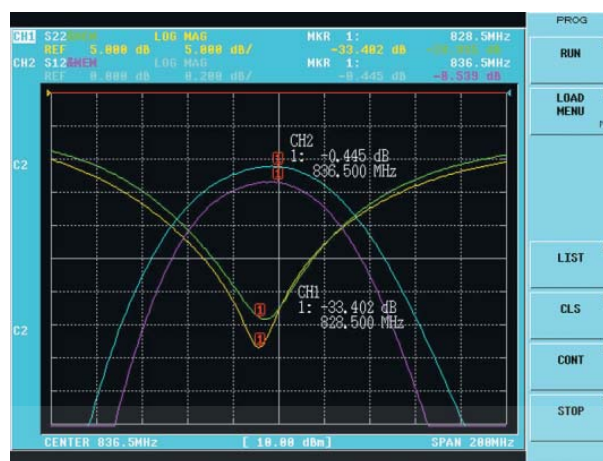 PROG
CH1 S22&MEM LOG MAG MKR 1: 828.5MHz
REF 5.000 dB 5.000 dB/ -33.402 dB
CH2 S12&MEM LOG MAG MKR 1: 836.5MHz
REF 0.000 dB 0.200 dB/ -0.445 dB -0.539 dB
RUN
LOAD
MENU
CH2
1: -0.445 dB
836.500 MHz
C2
LIST
CH1
1: -33.402 dB
828.500 MHz
CLS
C2
CONT
STOP
CENTER 836.5MHz [ 10.00 dBm] SPAN 200MHz